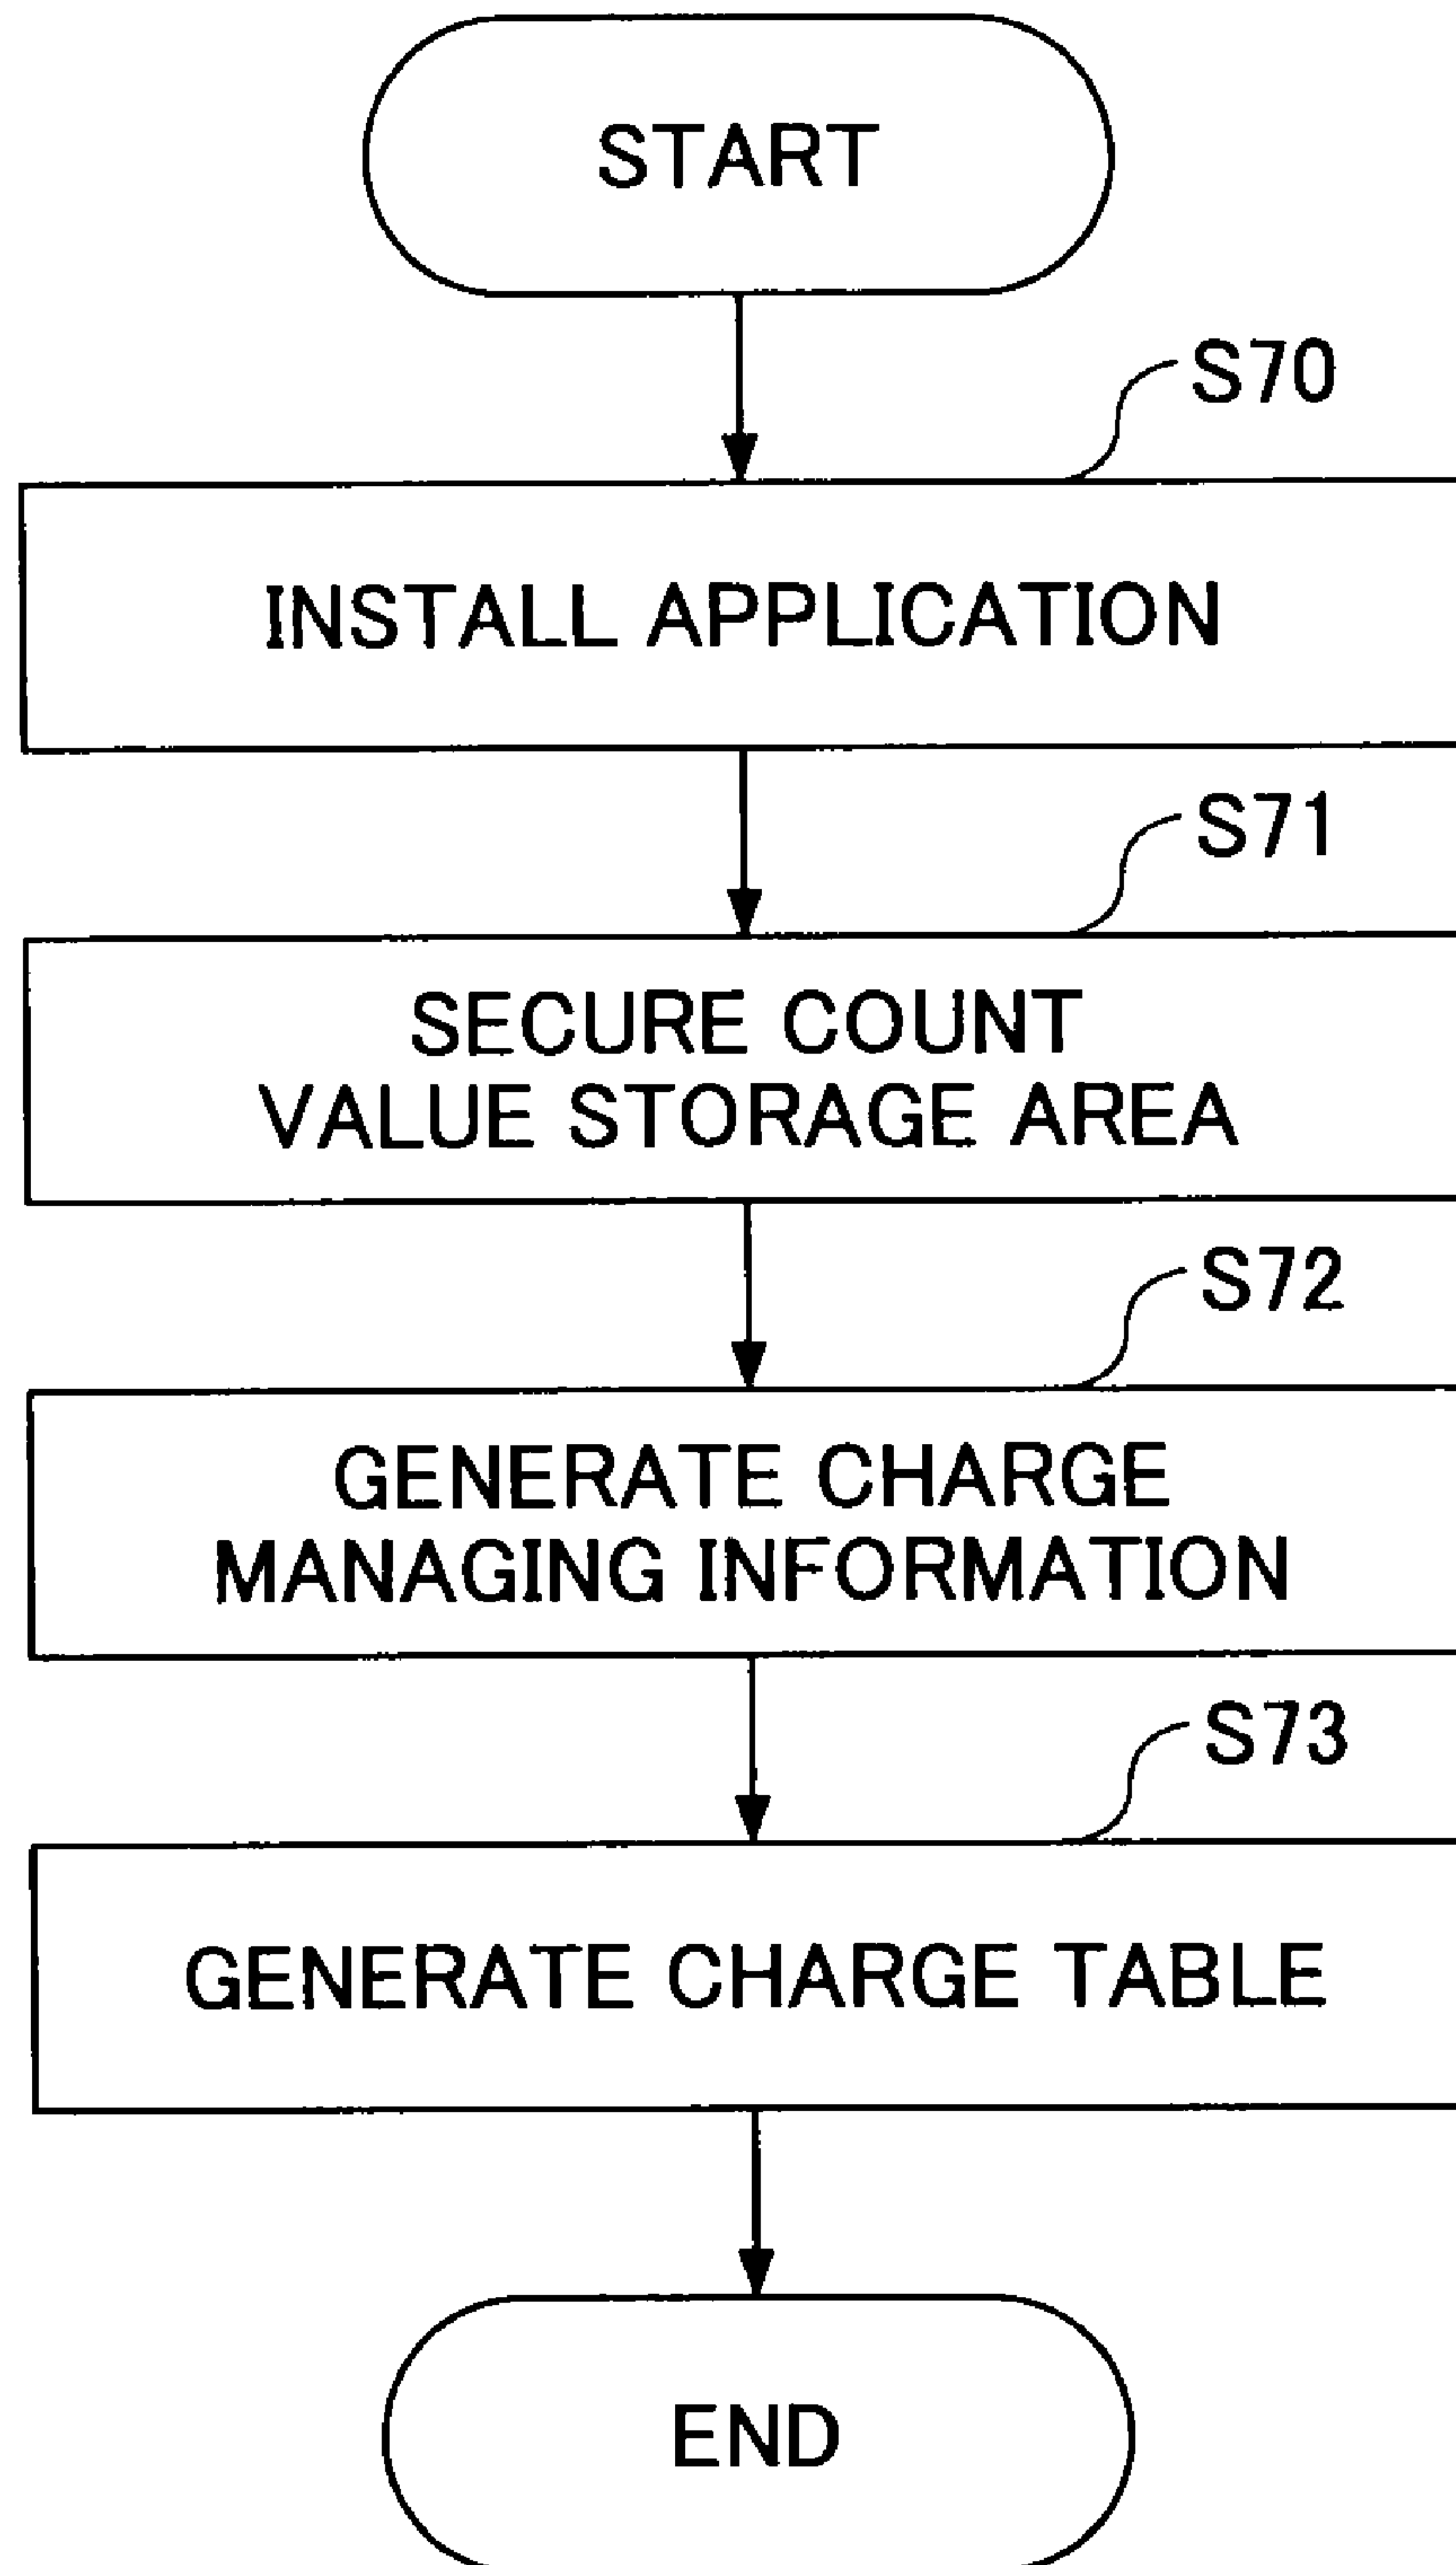 START
S70
INSTALL APPLICATION
S71
SECURE COUNT
VALUE STORAGE AREA
S72
GENERATE CHARGE
MANAGING INFORMATION
S73
GENERATE CHARGE TABLE
END